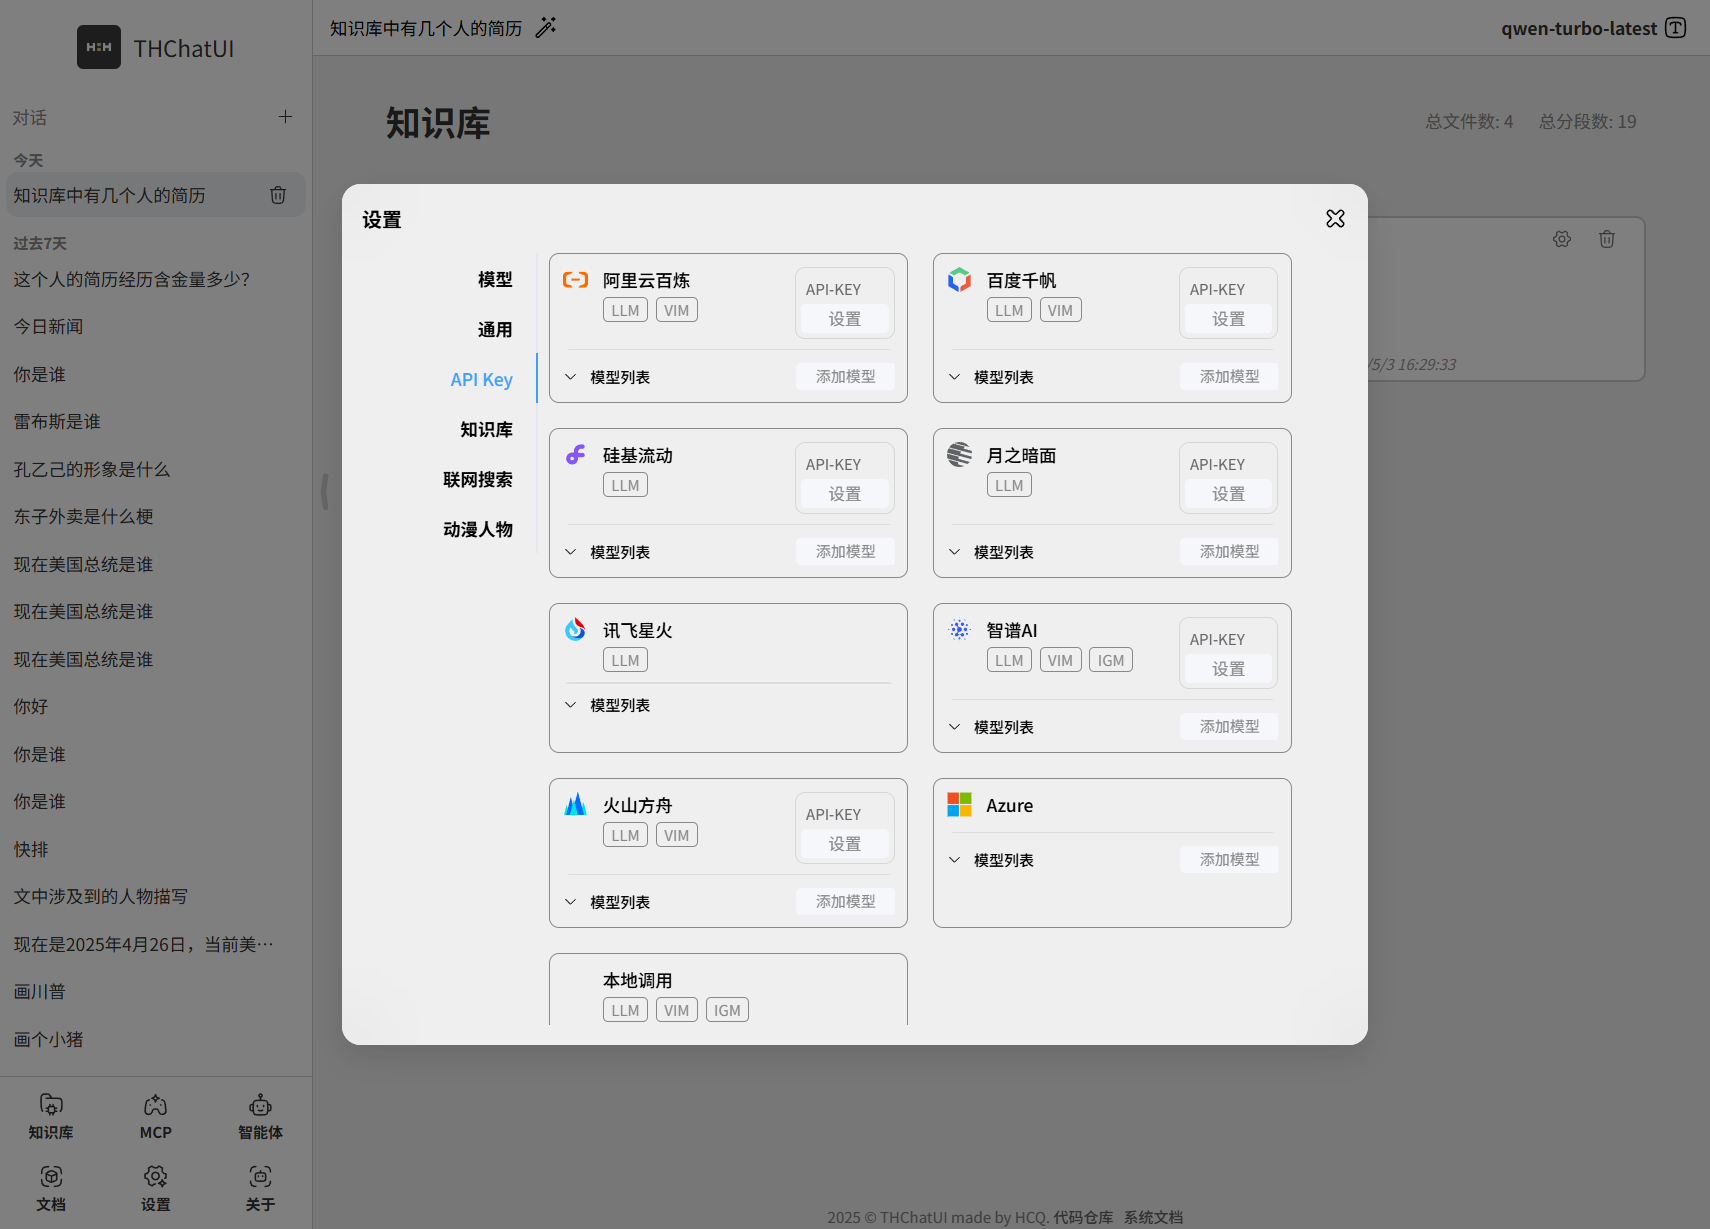 H::H THChatUI
对话
今天
知识库中有几个人的简历
过去7天
这个人的简历经历含金量多少?
今日新闻
你是谁
雷布斯是谁
孔乙己的形象是什么
东子外卖是什么梗
现在美国总统是谁
现在美国总统是谁
现在美国总统是谁
你好
你是谁
你是谁
快排
文中涉及到的人物描写
现在是2025年4月26日，当前美…
画川普
画个小猪
知识库 MCP 智能体
文档 设置 关于
知识库中有几个人的简历
qwen-turbo-latest
知识库
总文件数: 4 总分段数: 19
/5/3 16:29:33
设置
模型
通用
API Key
知识库
联网搜索
动漫人物
阿里云百炼
LLM VIM
API-KEY
设置
模型列表
添加模型
百度千帆
LLM VIM
API-KEY
设置
模型列表
添加模型
硅基流动
LLM
API-KEY
设置
模型列表
添加模型
月之暗面
LLM
API-KEY
设置
模型列表
添加模型
讯飞星火
LLM
模型列表
智谱AI
LLM VIM IGM
API-KEY
设置
模型列表
添加模型
火山方舟
LLM VIM
API-KEY
设置
模型列表
添加模型
Azure
模型列表
添加模型
本地调用
LLM VIM IGM
2025 © THChatUI made by HCQ. 代码仓库 系统文档